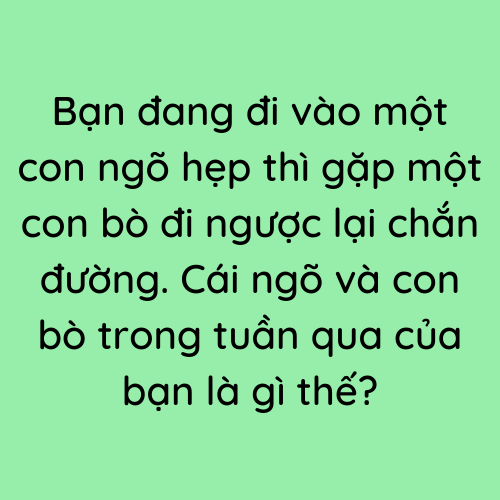 Bạn đang đi vào một
con ngõ hẹp thì gặp một
con bò đi ngược lại chắn
đường. Cái ngõ và con
bò trong tuần qua của
bạn là gì thế?